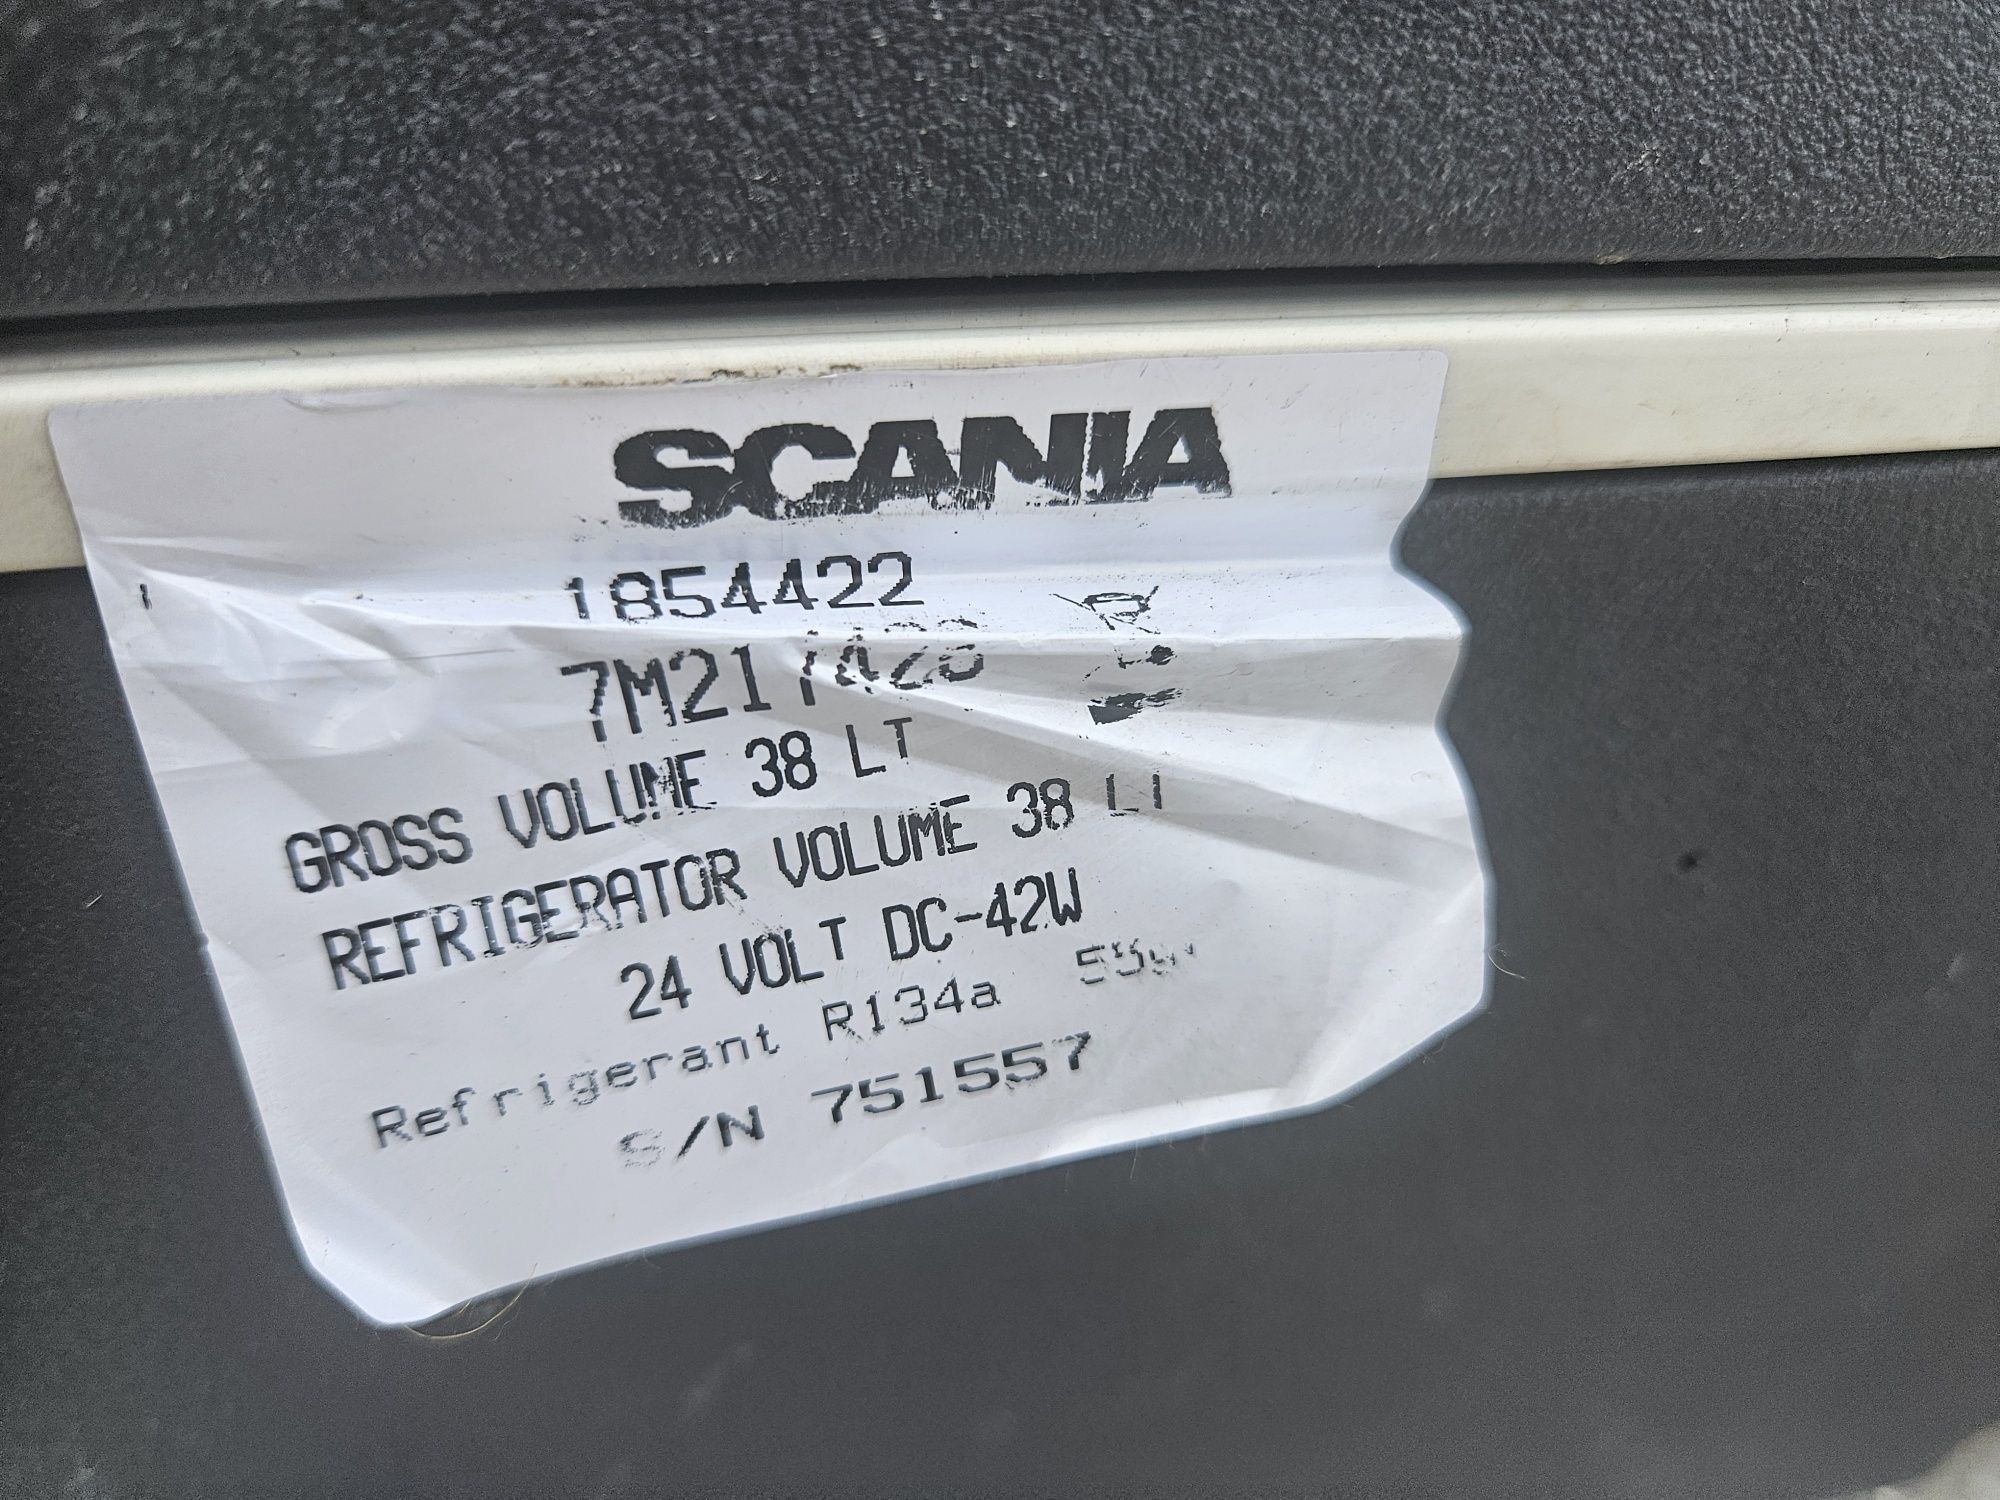 SCANIA
1854422
GROSS VOLUME 38 LT
REFRIGERATOR VOLUME 38 LT
24 VOLT DC-42W
Refrigerant R134a
S/N 751557